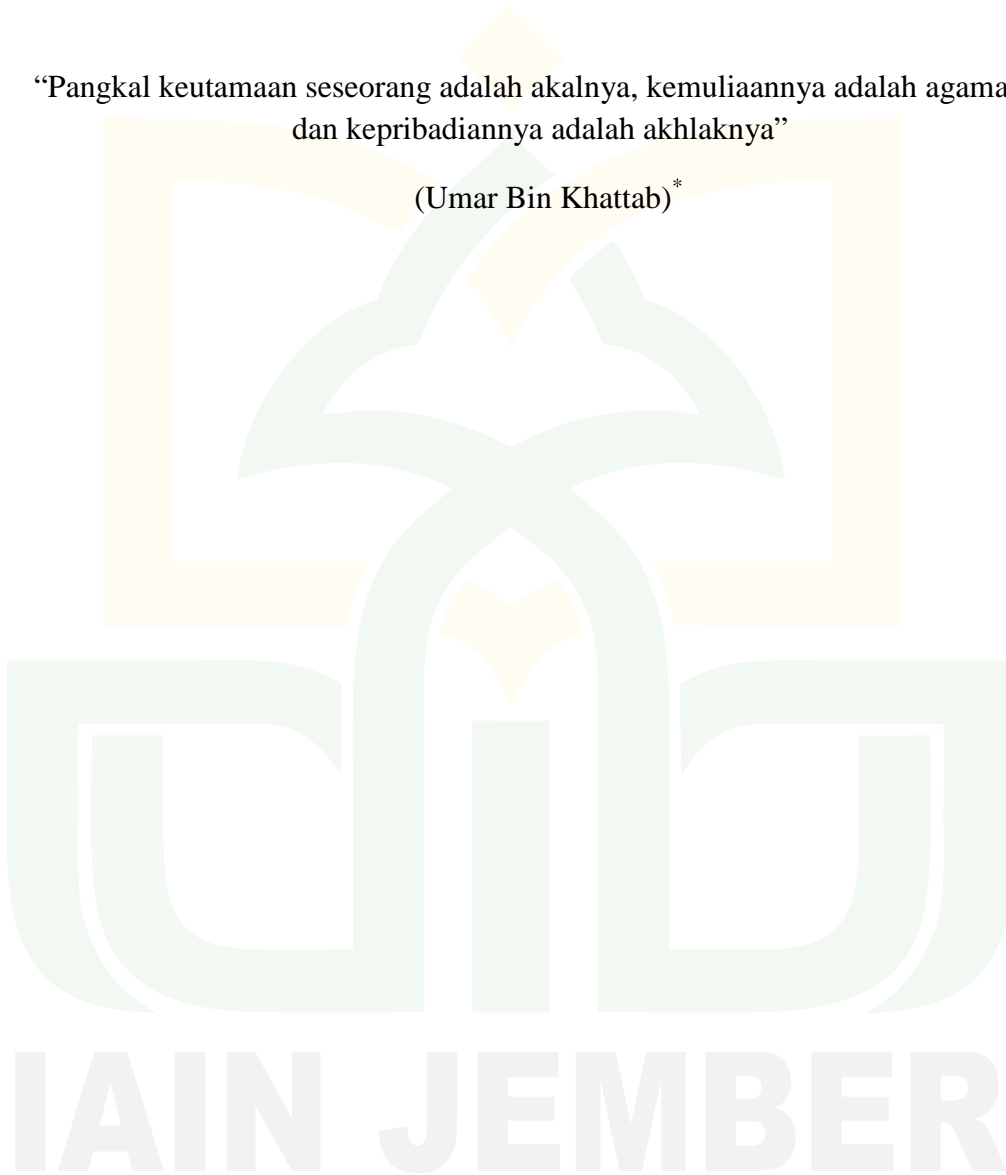 “Pangkal keutamaan seseorang adalah akalnya, kemuliaannya adalah agama
dan kepribadiannya adalah akhlaknya”
(Umar Bin Khattab)*
IAIN JEMBER